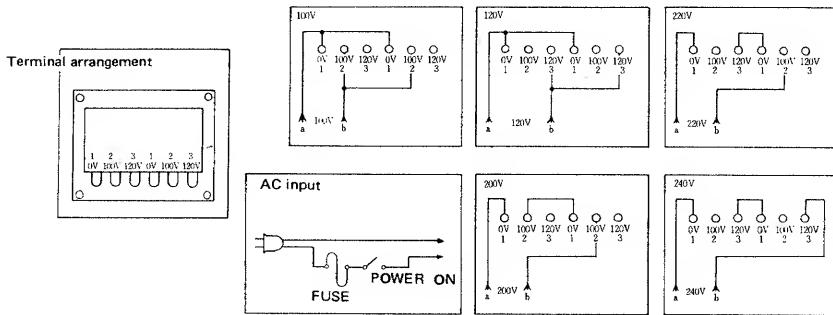 Terminal arrangement
1 2 3 1 2 3
0V 100V 120V 0V 100V 120V
100V
0V 100V 120V 0V 100V 120V
1 2 3 1 2 3
a 100V b
120V
0V 100V 120V 0V 100V 120V
1 2 3 1 2 3
a 120V b
220V
0V 100V 120V 0V 100V 120V
1 2 3 1 2 3
a 220V b
AC input
FUSE
POWER ON
200V
0V 100V 120V 0V 100V 120V
1 2 3 1 2 3
a 200V b
240V
0V 100V 120V 0V 100V 120V
1 2 3 1 2 3
a 240V b